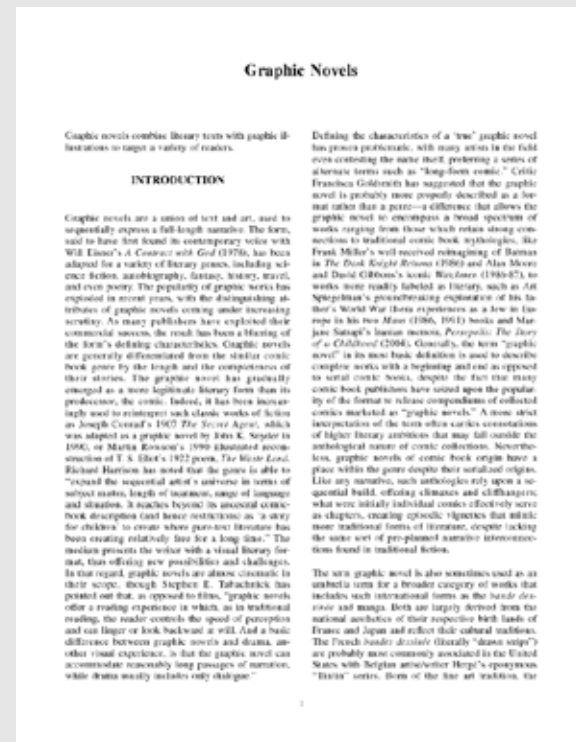 Graphic Novels
Graphic novels combine literary texts with graphic il-
lustrations to target a variety of readers.
INTRODUCTION
Graphic novels are a union of text and art, used to
sequentially express a full-length narrative. The form,
said to have first found its contemporary voice with
Will Eisner's A Contract with God (1978), has been
adapted for a variety of literary genres, including sci-
ence fiction, autobiography, fantasy, history, travel,
and even poetry. The popularity of graphic works has
exploded in recent years, with the distinguishing at-
tributes of graphic novels coming under increasing
scrutiny. As many publishers have exploited their
commercial success, the result has been a blurring of
the form's defining characteristics. Graphic novels
are generally differentiated from the similar comic
book genre by the length and the completeness of
their stories. The graphic novel has gradually
emerged as a more legitimate literary form than its
predecessor, the comic. Indeed, it has been increas-
ingly used to reinterpret such classic works of fiction
as Joseph Conrad's 1907 The Secret Agent, which
was adapted as a graphic novel by John K. Snyder in
1990, or Martin Rowson's 1990 illustrated recon-
struction of T. S. Eliot's 1922 poem, The Waste Land.
Richard Harrison has noted that the genre is able to
"expand the sequential artist's universe in terms of
subject matter, length of treatment, range of language
and situation. It reaches beyond its unusual comic-
book description (and hence restrictions) as 'a story
for children' to create where pure-text literature has
been creating relatively free for a long time." The
medium presents the writer with a visual literary for-
mat, thus offering new possibilities and challenges.
In that regard, graphic novels are almost cinematic in
their scope, though Stephen E. Tabachnick has
pointed out that, as opposed to films, "graphic novels
offer a reading experience in which, as in traditional
reading, the reader controls the speed of perception
and can linger or look backward at will. And a basic
difference between graphic novels and drama, an-
other visual experience, is that the graphic novel can
accommodate reasonably long passages of narration,
while drama usually includes only dialogue."
Defining the characteristics of a 'true' graphic novel
has proven problematic, with many artists in the field
even contesting the name itself, preferring a series of
alternate terms such as "long-form comic." Critic
Francisca Goldsmith has suggested that the graphic
novel is probably more properly described as a for-
mat rather than a genre—a difference that allows the
graphic novel to encompass a broad spectrum of
works ranging from those which retain strong con-
nections to traditional comic book mythologies, like
Frank Miller's well received reimagining of Batman
in The Dark Knight Returns (1986) and Alan Moore
and David Gibbons's iconic Watchmen (1986-87), to
works more readily labeled as literary, such as Art
Spiegelman's groundbreaking exploration of his fa-
ther's World War II-era experiences as a Jew in Eu-
rope in his two Maus (1986, 1991) books and Mar-
jane Satrapi's Iranian memoir, Persepolis: The Story
of a Childhood (2004). Generally, the term "graphic
novel" in its most basic definition is used to describe
complete works with a beginning and end as opposed
to serial comic books, despite the fact that many
comic book publishers have seized upon the popular-
ity of the format to release compendiums of collected
comics marketed as "graphic novels." A more strict
interpretation of the term often carries connotations
of higher literary ambitions that may fall outside the
anthological nature of comic collections. Neverthe-
less, graphic novels of comic book origin have a
place within the genre despite their serialized origins.
Like any narrative, such anthologies rely upon a se-
quential build, offering climaxes and cliffhangers;
what were initially individual comics effectively serve
as chapters, creating episodic vignettes that mimic
more traditional forms of literature, despite lacking
the same sort of pre-planned narrative interconnec-
tions found in traditional fiction.
The term graphic novel is also sometimes used as an
umbrella term for a broader category of works that
includes such international forms as the bande des-
sinée and manga. Both are largely derived from the
national aesthetics of their respective birth lands of
France and Japan and reflect their cultural traditions.
The French bandes dessinée (literally "drawn strips")
are probably most commonly associated in the United
States with Belgian artist/writer Hergé's eponymous
"Tintin" series. Born of the fine art tradition, the